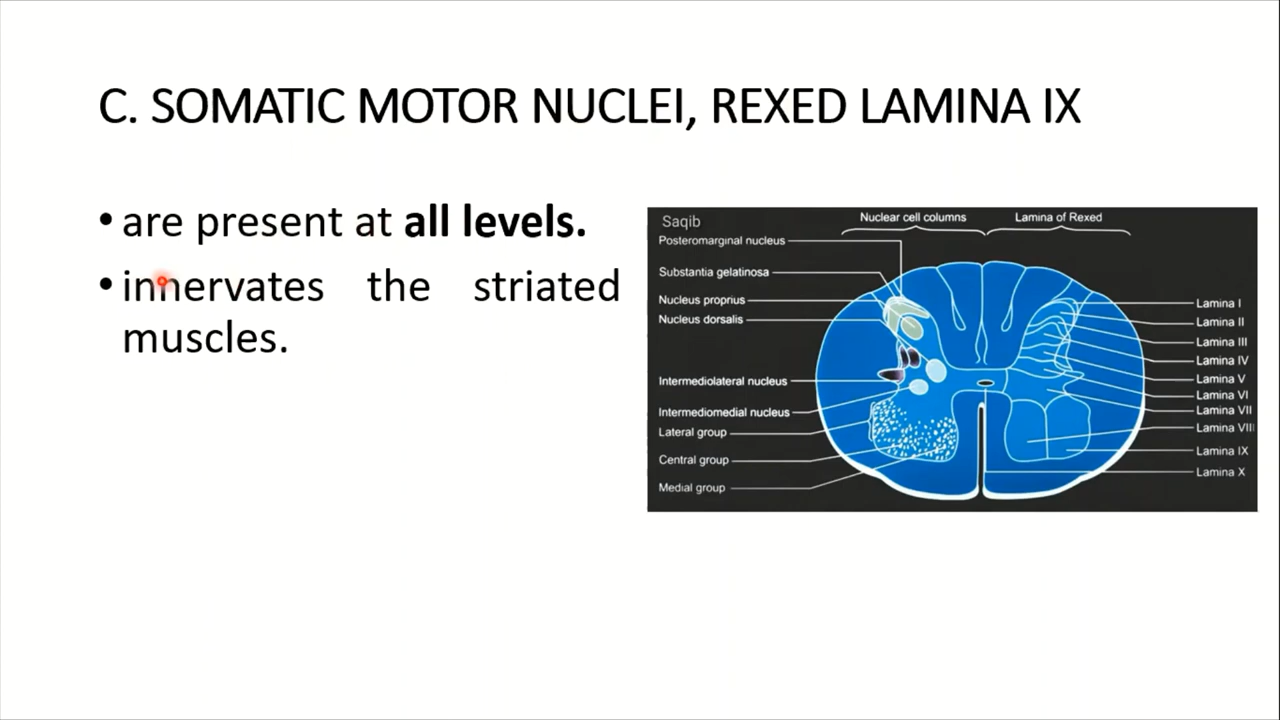 C. SOMATIC MOTOR NUCLEI, REXED LAMINA IX
• are present at all levels.
• innervates the striated
muscles.
Saqib
Nuclear cell columns
Lamina of Rexed
Posteromarginal nucleus
Substantia gelatinosa
Nucleus proprius
Nucleus dorsalis
Intermediolateral nucleus
Intermediomedial nucleus
Lateral group
Central group
Medial group
Lamina I
Lamina II
Lamina III
Lamina IV
Lamina V
Lamina VI
Lamina VII
Lamina VIII
Lamina IX
Lamina X